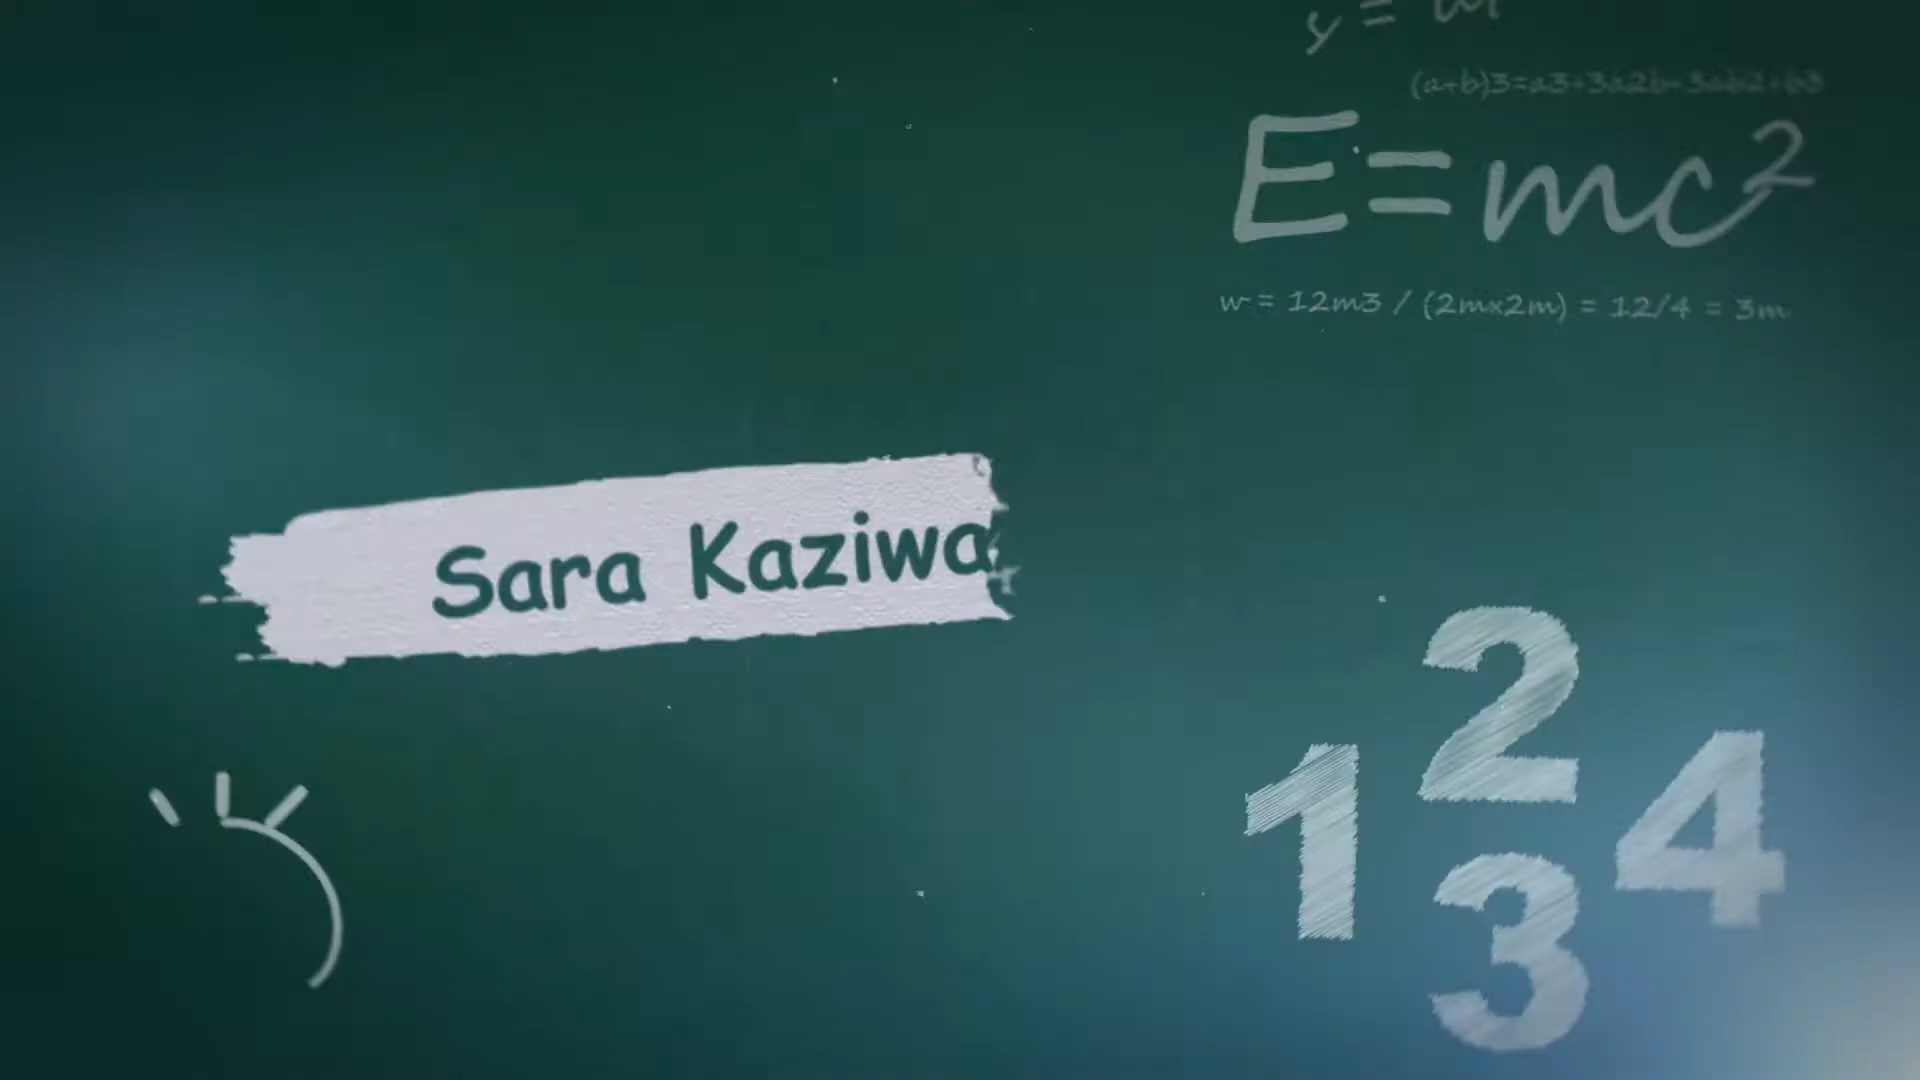 y = m
(a+b)3=a3+3a2b+3ab2+b3
E=mc²
w = 12m3 / (2mx2m) = 12/4 = 3m
Sara Kaziwa
2
1 4
3